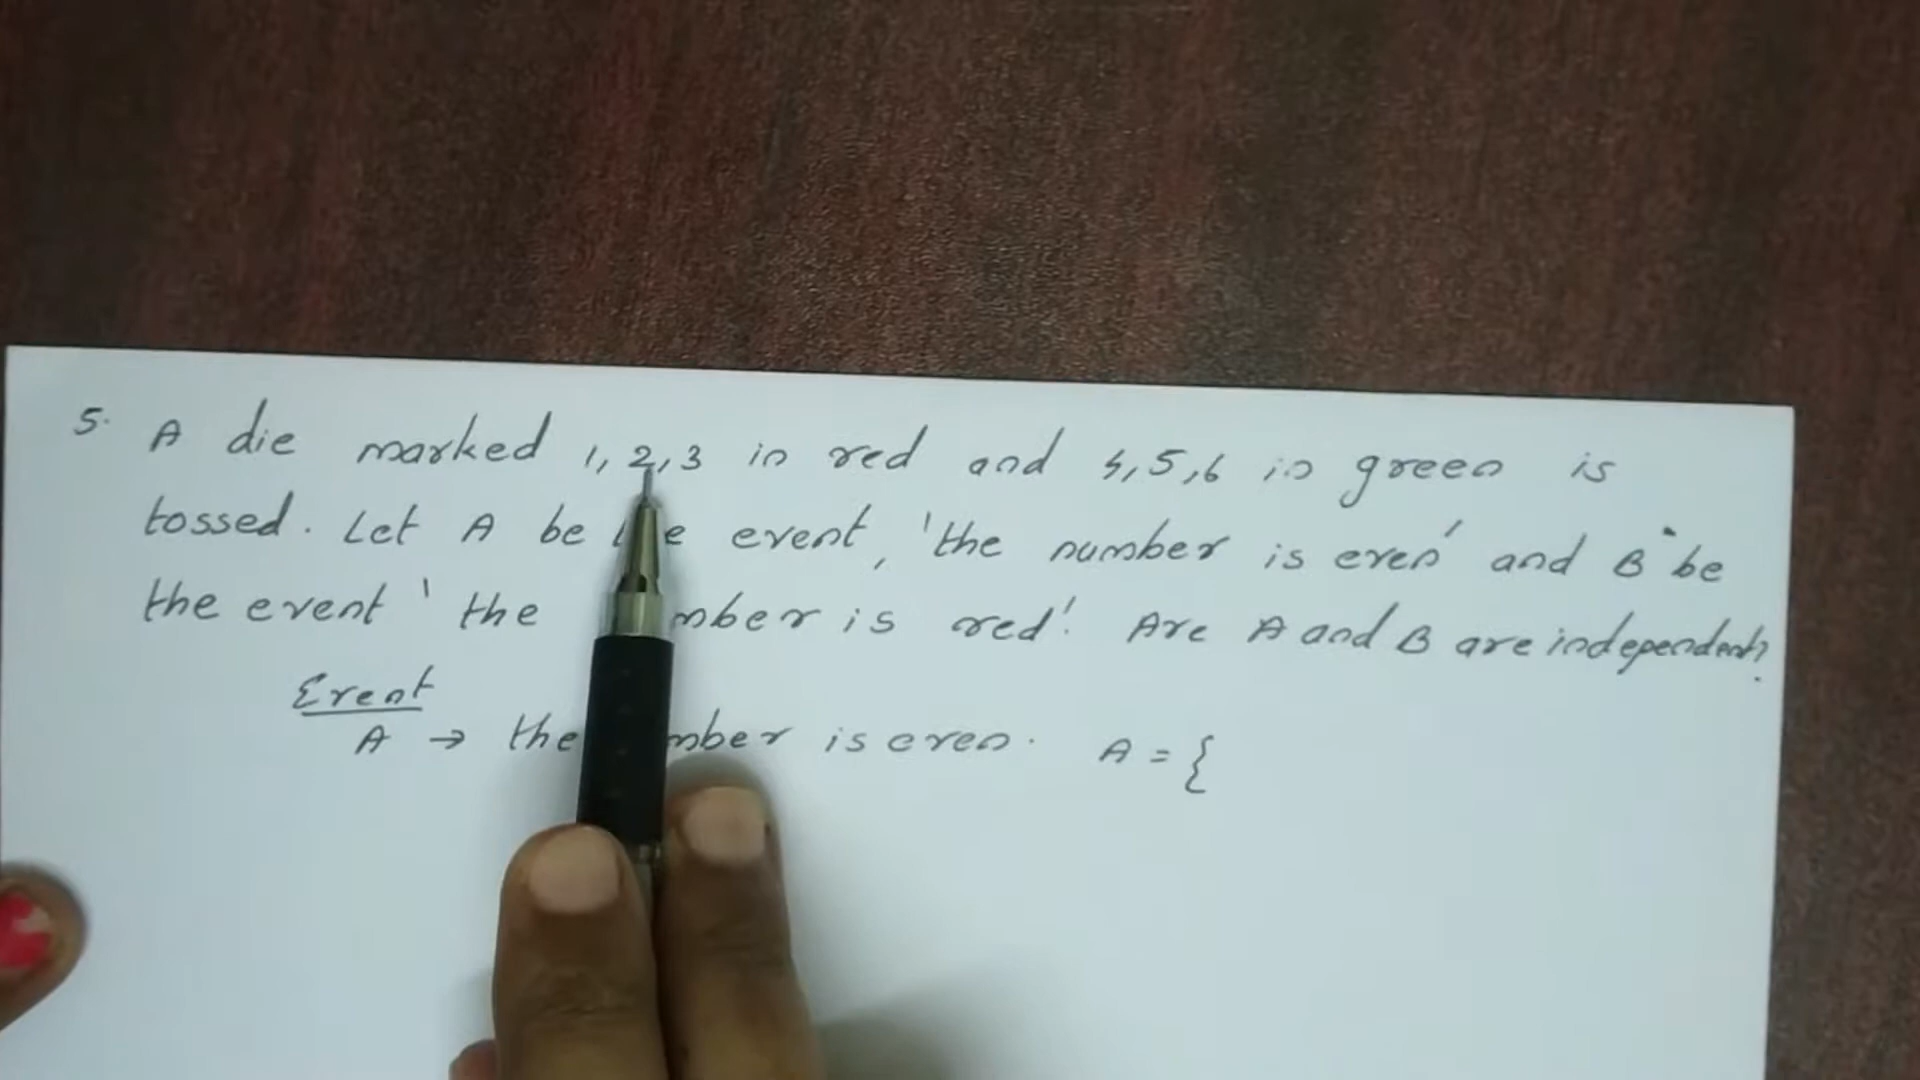 5. A die marked 1, 2, 3 in red and 4, 5, 6 in green is
tossed. Let A be event, 'the number is even' and B be
the event ' the is red'. Are A and B are independent?
Event
A → the is even. A = {